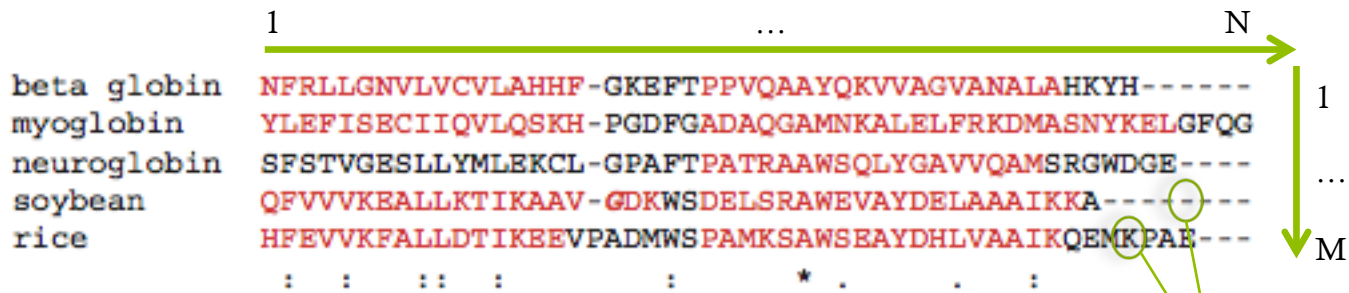 1 … N
beta globin NFRLLGNVLVCVLAHHF-GKEFTPPVQAAYQKVVAGVANALAHKYH------
1
myoglobin YLEFISECIIQVLQSKH-PGDFGADAQGAMNKALELFRKDMASNYKELGFQG
neuroglobin SFSTVGESLLYMLEKCL-GPAFTPATRAAWSQLYGAVVQAMSRGWDGE----
…
soybean QFVVVKEALLKTIKAAV-GDKWSDELSRAWEVAYDELAAAIKKA--------
rice HFEVVKFALLDTIKEEVPADMWSPAMKSAWSEAYDHLVAAIKQEMKPAE---
M
: : :: : : * . . :